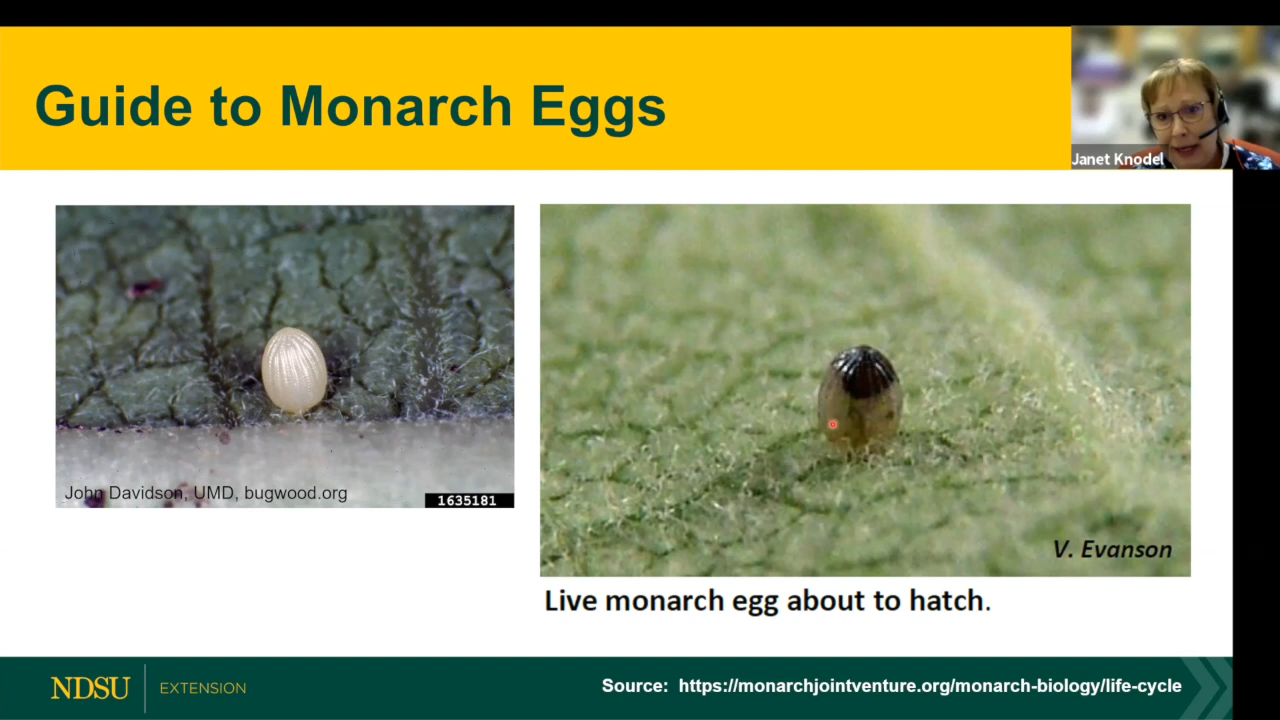 Guide to Monarch Eggs
Janet Knodel
John Davidson, UMD, bugwood.org
1635181
V. Evanson
Live monarch egg about to hatch.
NDSU EXTENSION
Source: https://monarchjointventure.org/monarch-biology/life-cycle